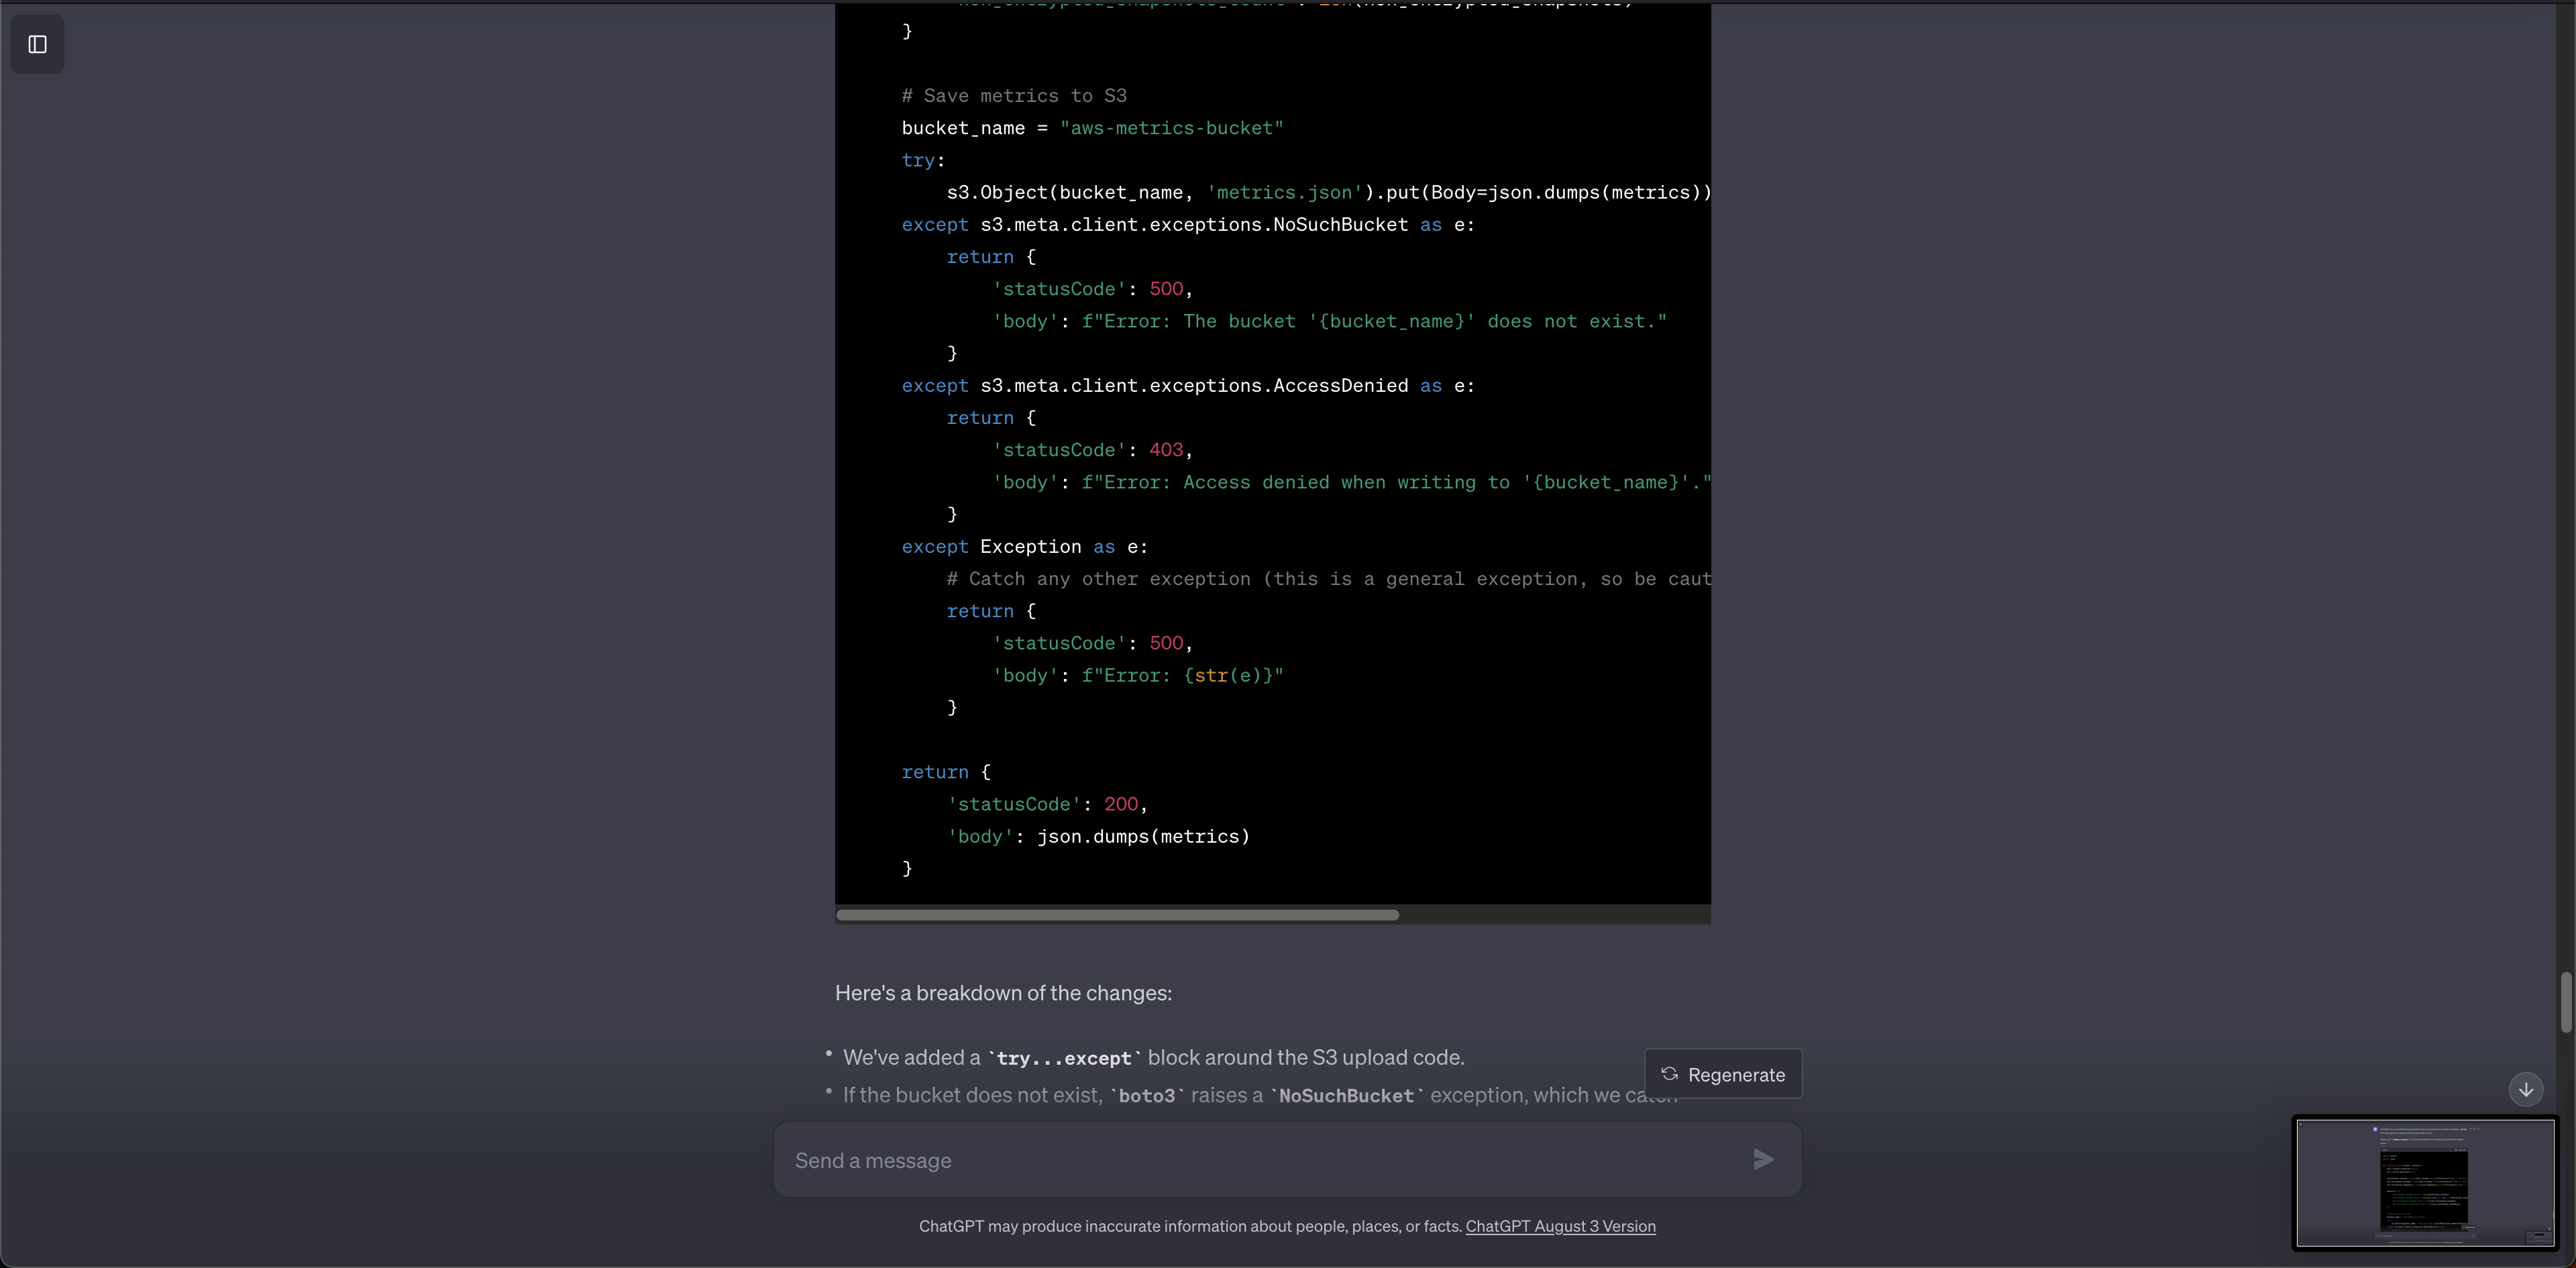 }
# Save metrics to S3
bucket_name = "aws-metrics-bucket"
try:
s3.Object(bucket_name, 'metrics.json').put(Body=json.dumps(metrics))
except s3.meta.client.exceptions.NoSuchBucket as e:
return {
'statusCode': 500,
'body': f"Error: The bucket '{bucket_name}' does not exist."
}
except s3.meta.client.exceptions.AccessDenied as e:
return {
'statusCode': 403,
'body': f"Error: Access denied when writing to '{bucket_name}'."
}
except Exception as e:
# Catch any other exception (this is a general exception, so be caut
return {
'statusCode': 500,
'body': f"Error: {str(e)}"
}
return {
'statusCode': 200,
'body': json.dumps(metrics)
}
Here's a breakdown of the changes:
• We've added a `try...except` block around the S3 upload code.
• If the bucket does not exist, `boto3` raises a `NoSuchBucket` exception, which we catch
Regenerate
Send a message
ChatGPT may produce inaccurate information about people, places, or facts. ChatGPT August 3 Version